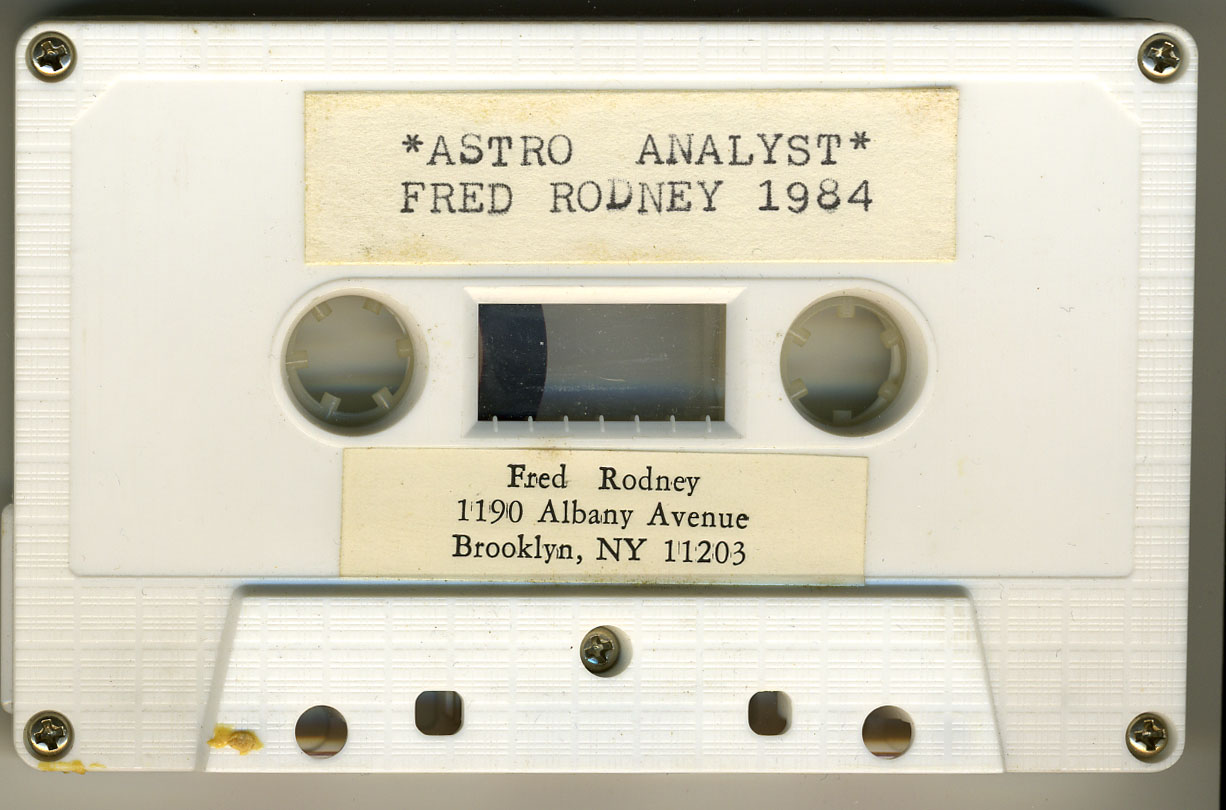 *ASTRO ANALYST*
FRED RODNEY 1984
Fred Rodney
1190 Albany Avenue
Brooklyn, NY 11203